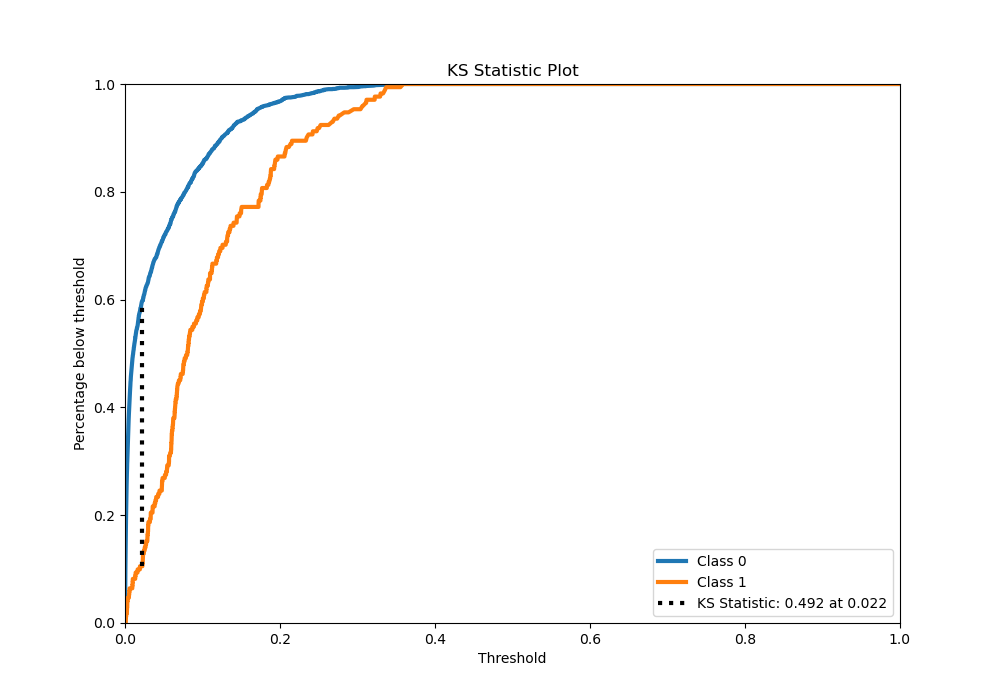 KS Statistic Plot
1.0
0.8
0.6
0.4
0.2
0.0
Percentage below threshold
0.0 0.2 0.4 0.6 0.8 1.0
Threshold
Class 0
Class 1
KS Statistic: 0.492 at 0.022